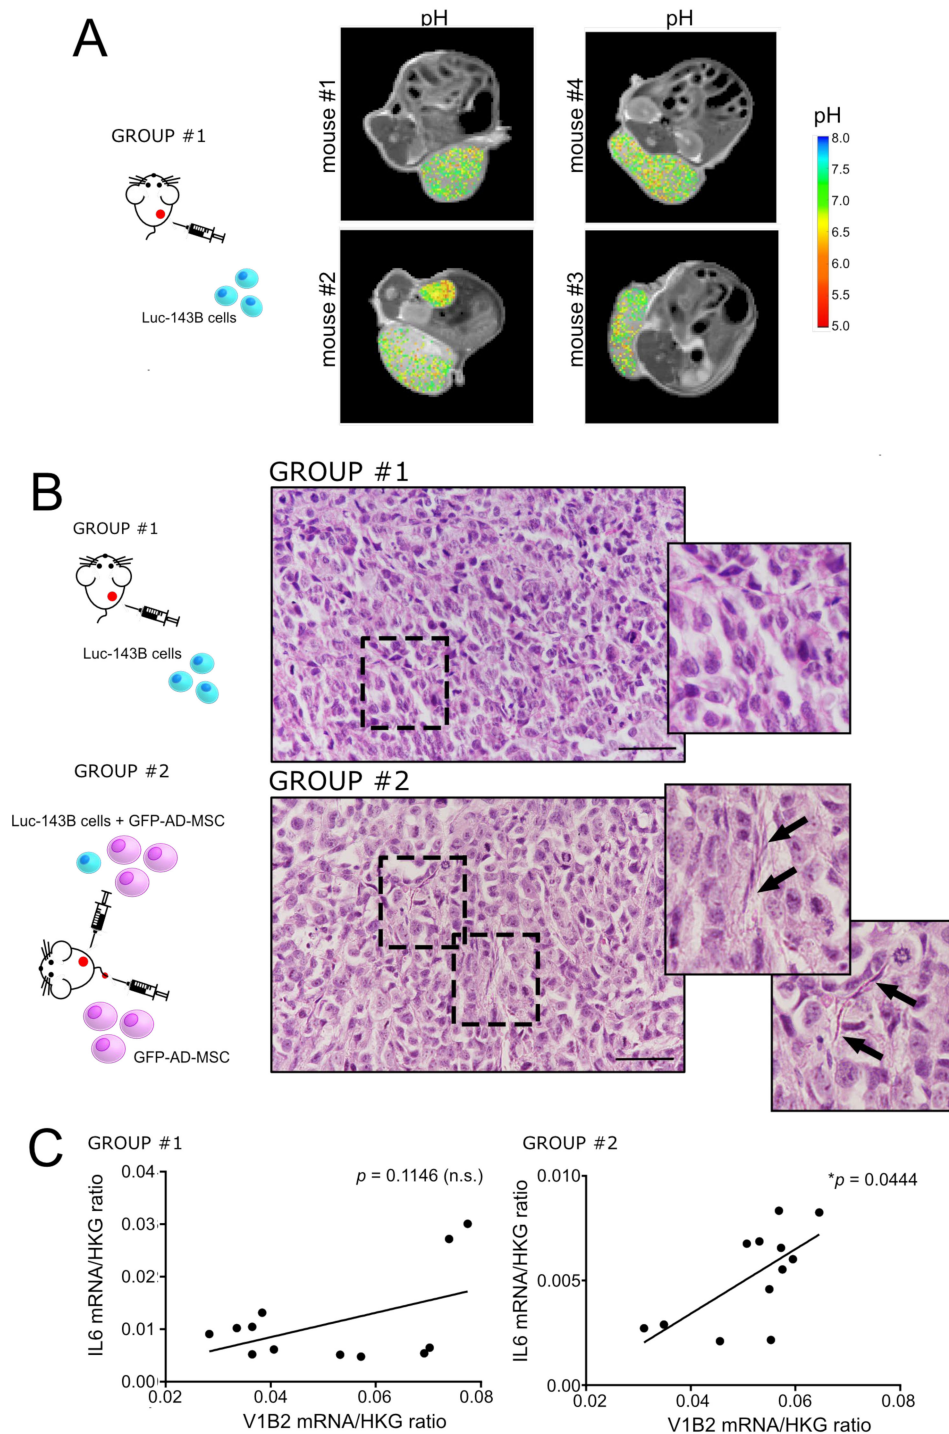 A
pH
pH
GROUP #1
mouse #1
mouse #4
pH
8.0
7.5
7.0
6.5
6.0
5.5
5.0
Luc-143B cells
mouse #2
mouse #3
B
GROUP #1
GROUP #1
Luc-143B cells
GROUP #2
GROUP #2
Luc-143B cells + GFP-AD-MSC
GFP-AD-MSC
C
GROUP #1
p = 0.1146 (n.s.)
IL6 mRNA/HKG ratio
0.04
0.03
0.02
0.01
0.00
0.02
0.04
0.06
0.08
V1B2 mRNA/HKG ratio
GROUP #2
*p = 0.0444
IL6 mRNA/HKG ratio
0.010
0.005
0.00
0.02
0.04
0.06
0.08
V1B2 mRNA/HKG ratio